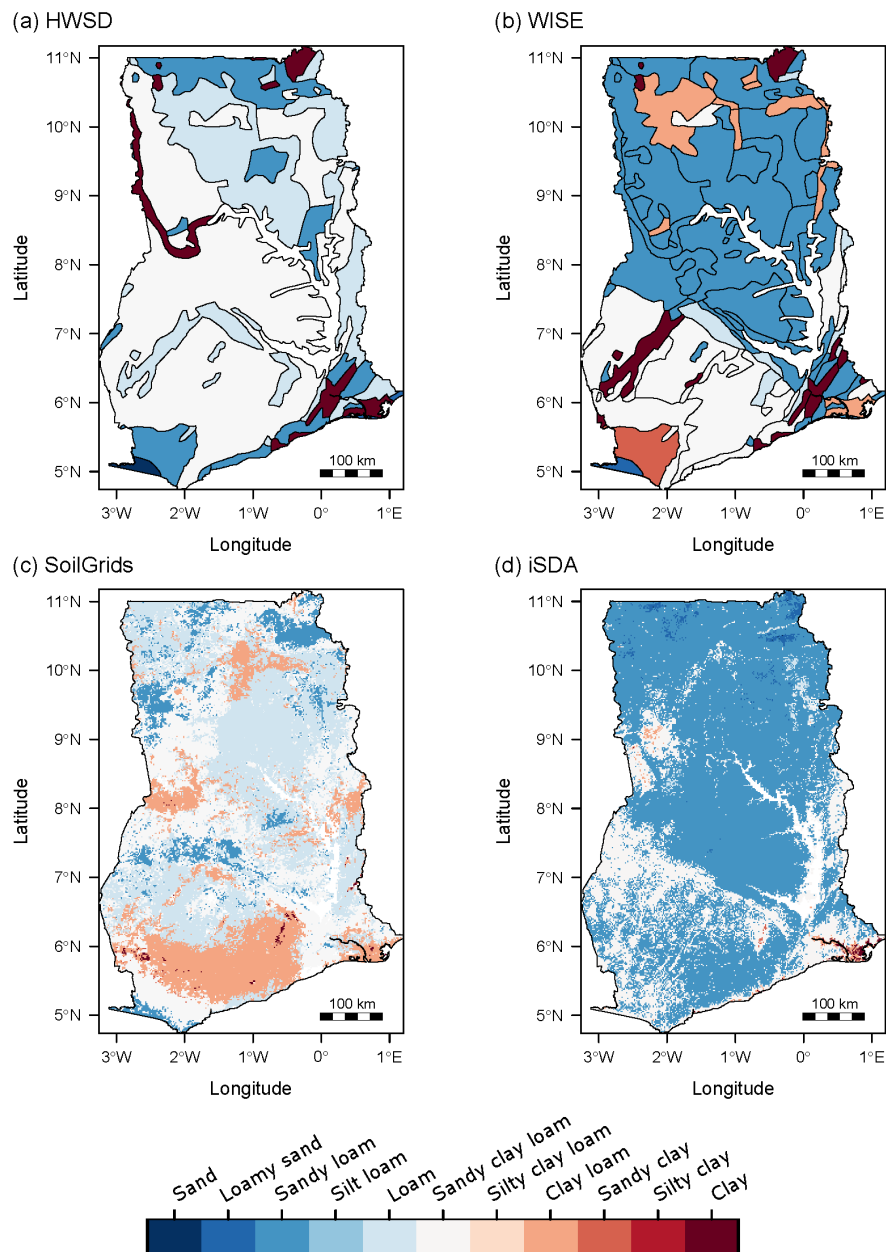 (a) HWSD
(b) WISE
11°N
10°N
9°N
8°N
7°N
6°N
5°N
Latitude
100 km
3°W
2°W
1°W
0°
1°E
Longitude
11°N
10°N
9°N
8°N
7°N
6°N
5°N
Latitude
100 km
3°W
2°W
1°W
0°
1°E
Longitude
(c) SoilGrids
(d) iSDA
11°N
10°N
9°N
8°N
7°N
6°N
5°N
Latitude
100 km
3°W
2°W
1°W
0°
1°E
Longitude
11°N
10°N
9°N
8°N
7°N
6°N
5°N
Latitude
100 km
3°W
2°W
1°W
0°
1°E
Longitude
Sand
Loamy sand
Sandy loam
Silt loam
Loam
Sandy clay loam
Silty clay loam
Clay loam
Sandy clay
Silty clay
Clay